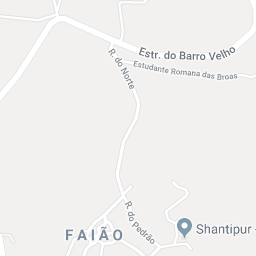 Estr. do Barro Velho
Estudante Romana das Broas
R. do Norte
R. do Pedrão
Shantipur -
FAIÃO